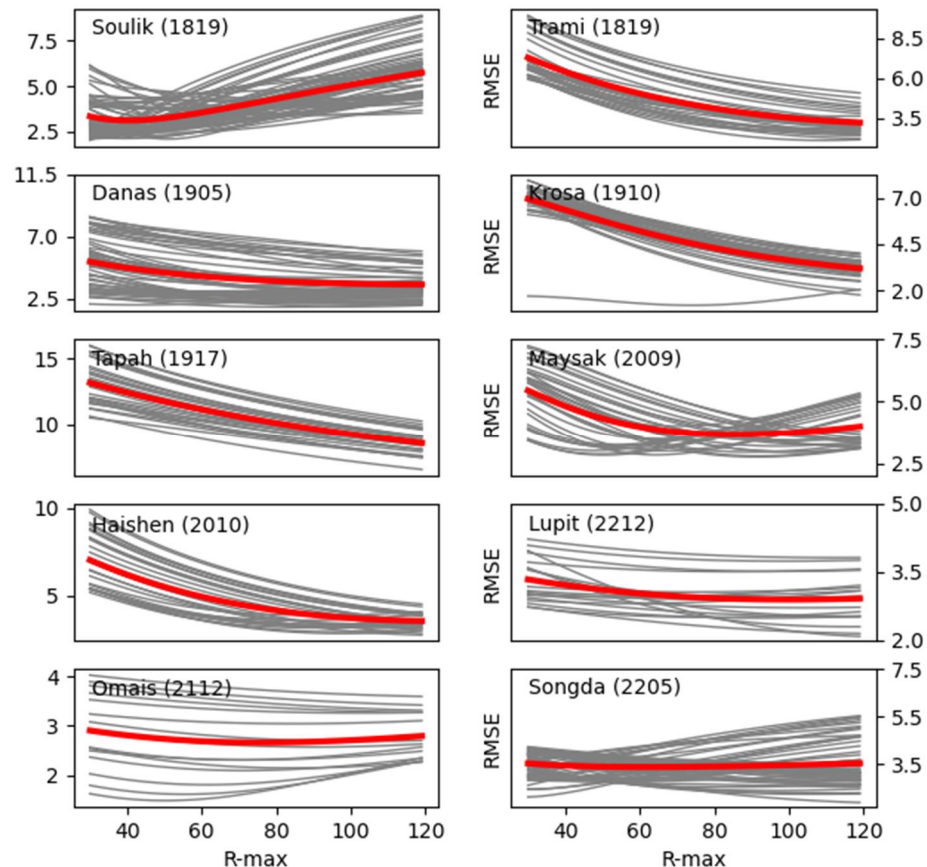 Soulik (1819)
7.5
5.0
2.5
Trami (1819)
RMSE
8.5
6.0
3.5
Danas (1905)
11.5
7.0
2.5
Krosa (1910)
RMSE
7.0
4.5
2.0
Tapah (1917)
15
10
Maysak (2009)
RMSE
7.5
5.0
2.5
Haishen (2010)
10
5
Lupit (2212)
RMSE
5.0
3.5
2.0
Omais (2112)
4
3
2
40 60 80 100 120
R-max
Songda (2205)
RMSE
7.5
5.5
3.5
40 60 80 100 120
R-max